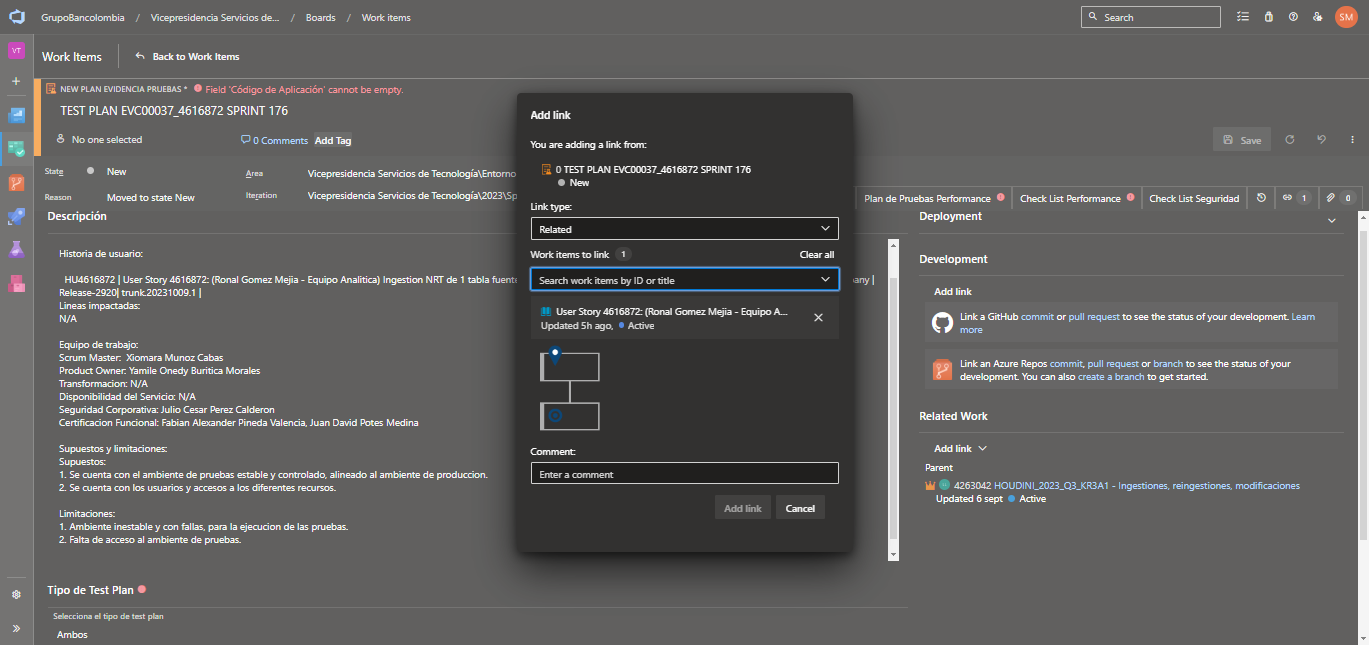 GrupoBancolombia / Vicepresidencia Servicios de... / Boards / Work items
Search
SM
VT
Work Items
Back to Work Items
NEW PLAN EVIDENCIA PRUEBAS * Field 'Código de Aplicación' cannot be empty.
TEST PLAN EVC00037_4616872 SPRINT 176
No one selected
0 Comments
Add Tag
Save
State
New
Area
Vicepresidencia Servicios de Tecnología\Entorno
Reason
Moved to state New
Iteration
Vicepresidencia Servicios de Tecnología\2023\Sp
Plan de Pruebas Performance
Check List Performance
Check List Seguridad
1
0
Descripción
Historia de usuario:
HU4616872 | User Story 4616872: (Ronal Gomez Mejia - Equipo Analitica) Ingestion NRT de 1 tabla fuente
any |
Release-2920| trunk.20231009.1 |
Lineas impactadas:
N/A
Equipo de trabajo:
Scrum Master: Xiomara Munoz Cabas
Product Owner: Yamile Onedy Buritica Morales
Transformacion: N/A
Disponibilidad del Servicio: N/A
Seguridad Corporativa: Julio Cesar Perez Calderon
Certificacion Funcional: Fabian Alexander Pineda Valencia, Juan David Potes Medina
Supuestos y limitaciones:
Supuestos:
1. Se cuenta con el ambiente de pruebas estable y controlado, alineado al ambiente de produccion.
2. Se cuenta con los usuarios y accesos a los diferentes recursos.
Limitaciones:
1. Ambiente inestable y con fallas, para la ejecucion de las pruebas.
2. Falta de acceso al ambiente de pruebas.
Tipo de Test Plan
Selecciona el tipo de test plan
Ambos
Add link
You are adding a link from:
0 TEST PLAN EVC00037_4616872 SPRINT 176
New
Link type:
Related
Work items to link 1
Clear all
Search work items by ID or title
User Story 4616872: (Ronal Gomez Mejia - Equipo A...
Updated 5h ago, Active
Comment:
Enter a comment
Add link
Cancel
Deployment
Development
Add link
Link a GitHub commit or pull request to see the status of your development. Learn
more
Link an Azure Repos commit, pull request or branch to see the status of your
development. You can also create a branch to get started.
Related Work
Add link
Parent
4263042 HOUDINI_2023_Q3_KR3A1 - Ingestiones, reingestiones, modificaciones
Updated 6 sept Active